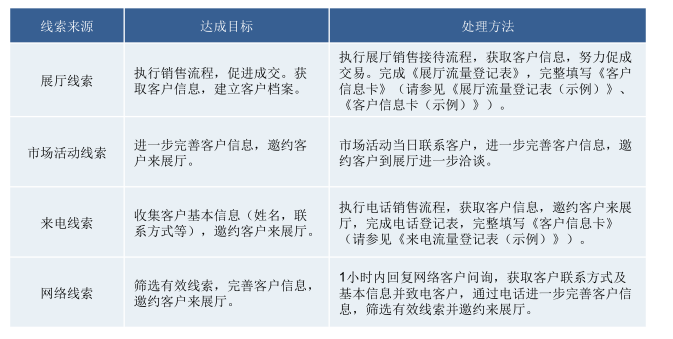 线索来源
达成目标
处理方法
展厅线索
执行销售流程，促进成交。获
取客户信息，建立客户档案。
执行展厅销售接待流程，获取客户信息，努力促成
交易。完成《展厅流量登记表》，完整填写《客户
信息卡》（请参见《展厅流量登记表（示例）》、
《客户信息卡（示例）》）。
市场活动线索
进一步完善客户信息，邀约客
户来展厅。
市场活动当日联系客户，进一步完善客户信息，邀
约客户到展厅进一步洽谈。
来电线索
收集客户基本信息（姓名，联
系方式等），邀约客户来展厅。
执行电话销售流程，获取客户信息，邀约客户来展
厅，完成电话登记表，完整填写《客户信息卡》
（请参见《来电流量登记表（示例）》）。
网络线索
筛选有效线索，完善客户信息，
邀约客户来展厅。
1小时内回复网络客户问询，获取客户联系方式及
基本信息并致电客户，通过电话进一步完善客户信
息，筛选有效线索并邀约来展厅。